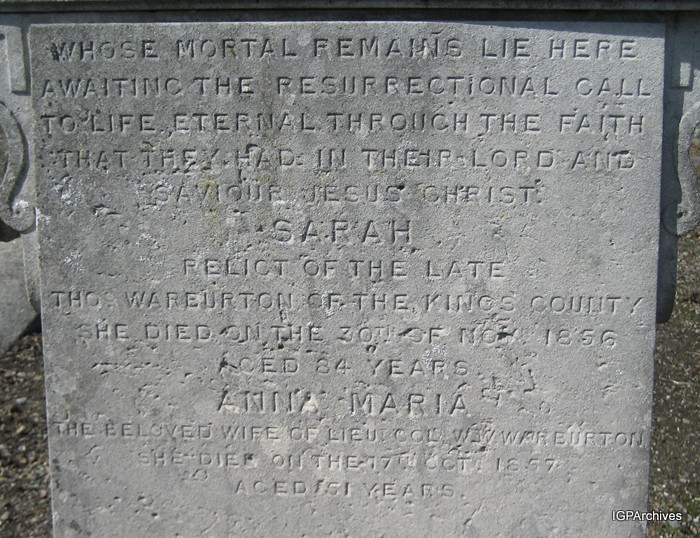 WHOSE MORTAL REMAINS LIE HERE
AWAITING THE RESURRECTIONAL CALL
TO LIFE ETERNAL THROUGH THE FAITH
THAT THEY HAD IN THEIR LORD AND
SAVIOUR JESUS CHRIST.
SARAH
RELICT OF THE LATE
THOS WARBURTON OF THE KINGS COUNTY
SHE DIED ON THE 30TH OF NOV. 1856
AGED 84 YEARS.
ANNA MARIA
THE BELOVED WIFE OF LIEUT COL. WM WARBURTON
SHE DIED ON THE 17TH OCT. 1857
AGED 51 YEARS.
IGPArchives